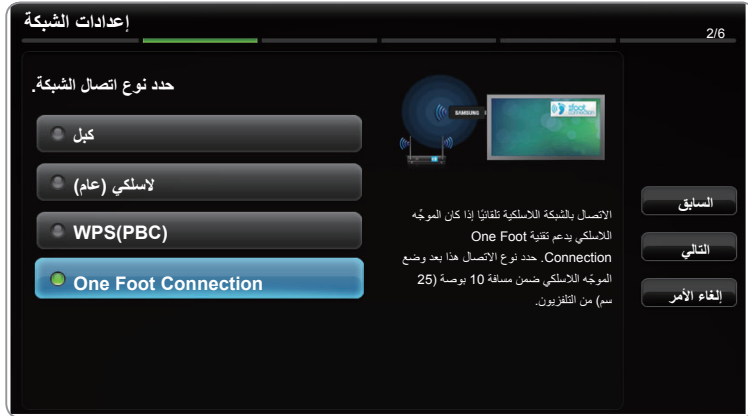 إعدادات الشبكة
2/6
حدد نوع اتصال الشبكة.
كبل
لاسلكي (عام)
WPS(PBC)
One Foot Connection
SAMSUNG
1foot
connection
الاتصال بالشبكة اللاسلكية تلقائيًا إذا كان الموجّه
اللاسلكي يدعم تقنية One Foot
Connection. حدد نوع الاتصال هذا بعد وضع
الموجّه اللاسلكي ضمن مسافة 10 بوصة (25
سم) من التلفزيون.
السابق
التالي
إلغاء الأمر